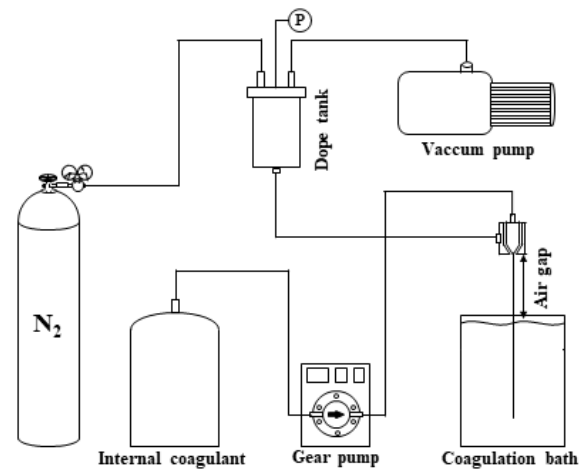 P
Dope tank
Vaccum pump
Air gap
N₂
Internal coagulant
Gear pump
Coagulation bath